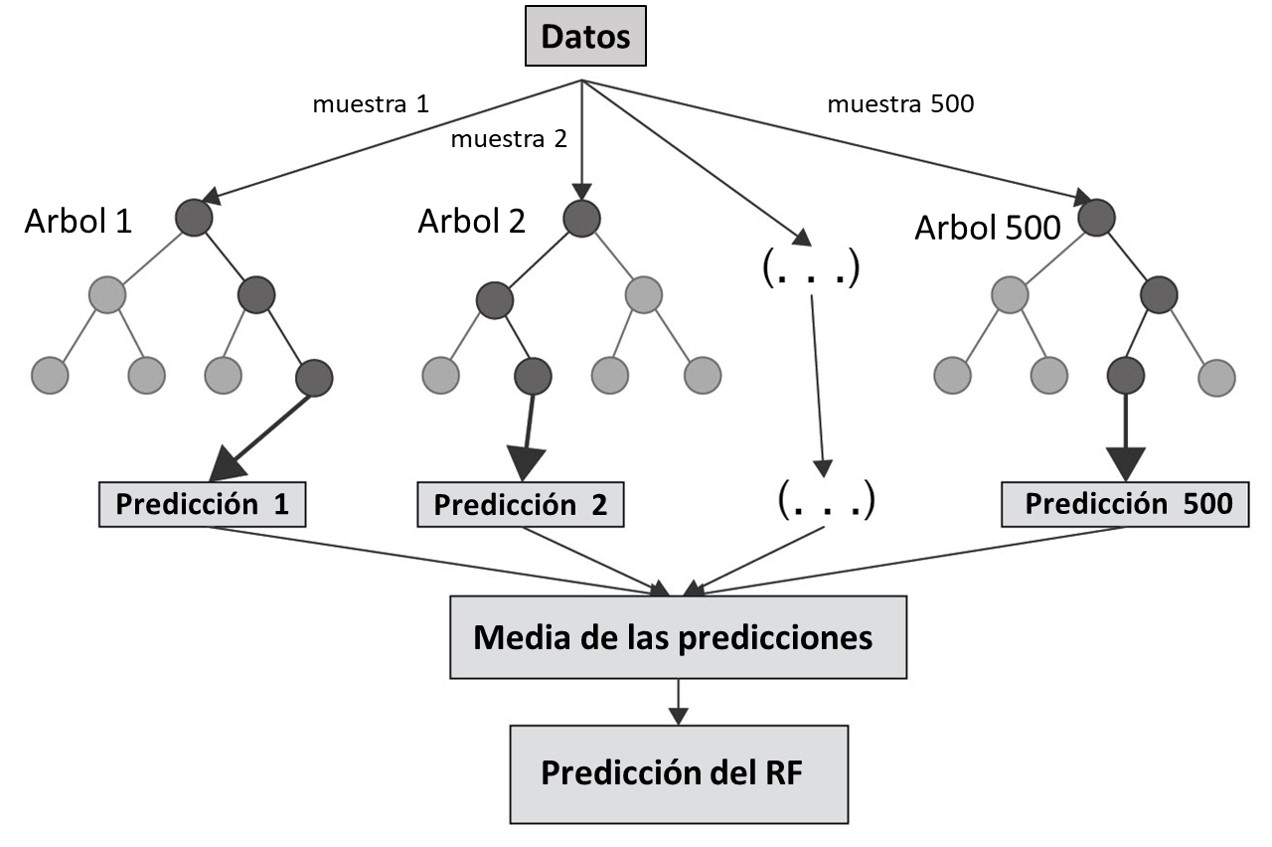 Datos
muestra 1
muestra 2
muestra 500
Arbol 1
Arbol 2
(. . .)
Arbol 500
Predicción 1
Predicción 2
(. . .)
Predicción 500
Media de las predicciones
Predicción del RF